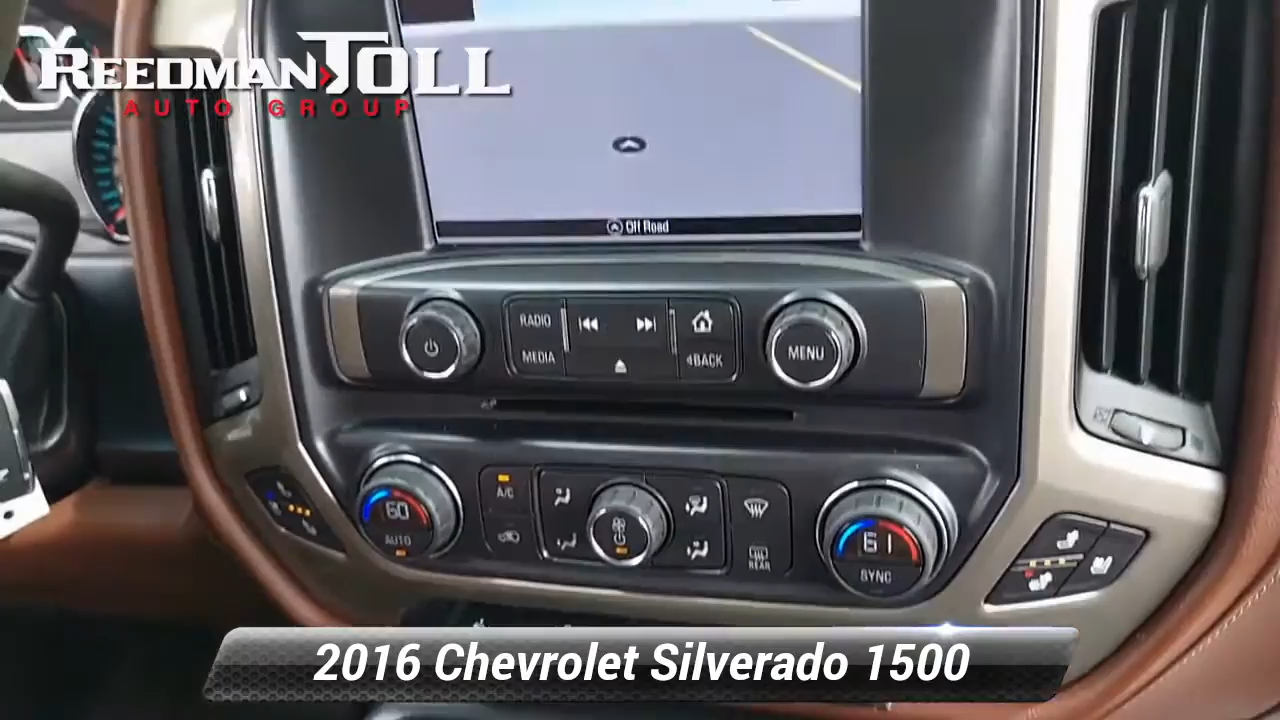 REEDMAN TOLL
AUTO GROUP
Off Road
RADIO
MEDIA
BACK
MENU
A/C
60
AUTO
REAR
61
SYNC
2016 Chevrolet Silverado 1500